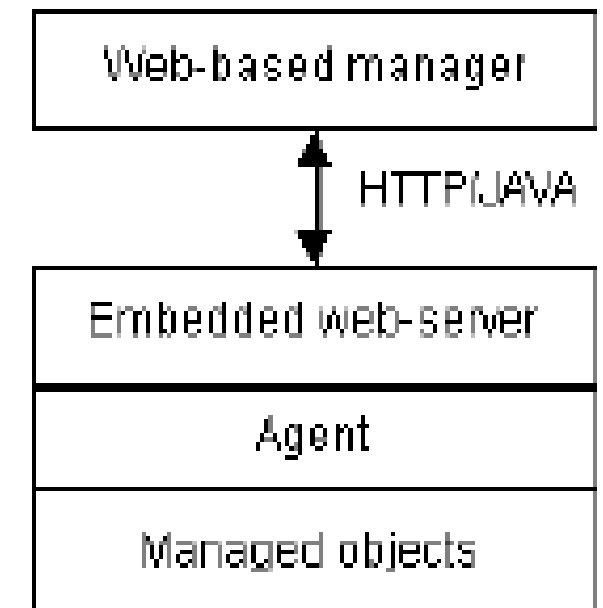 Web-based manager
HTTP/JAVA
Embedded web-server
Agent
Managed objects